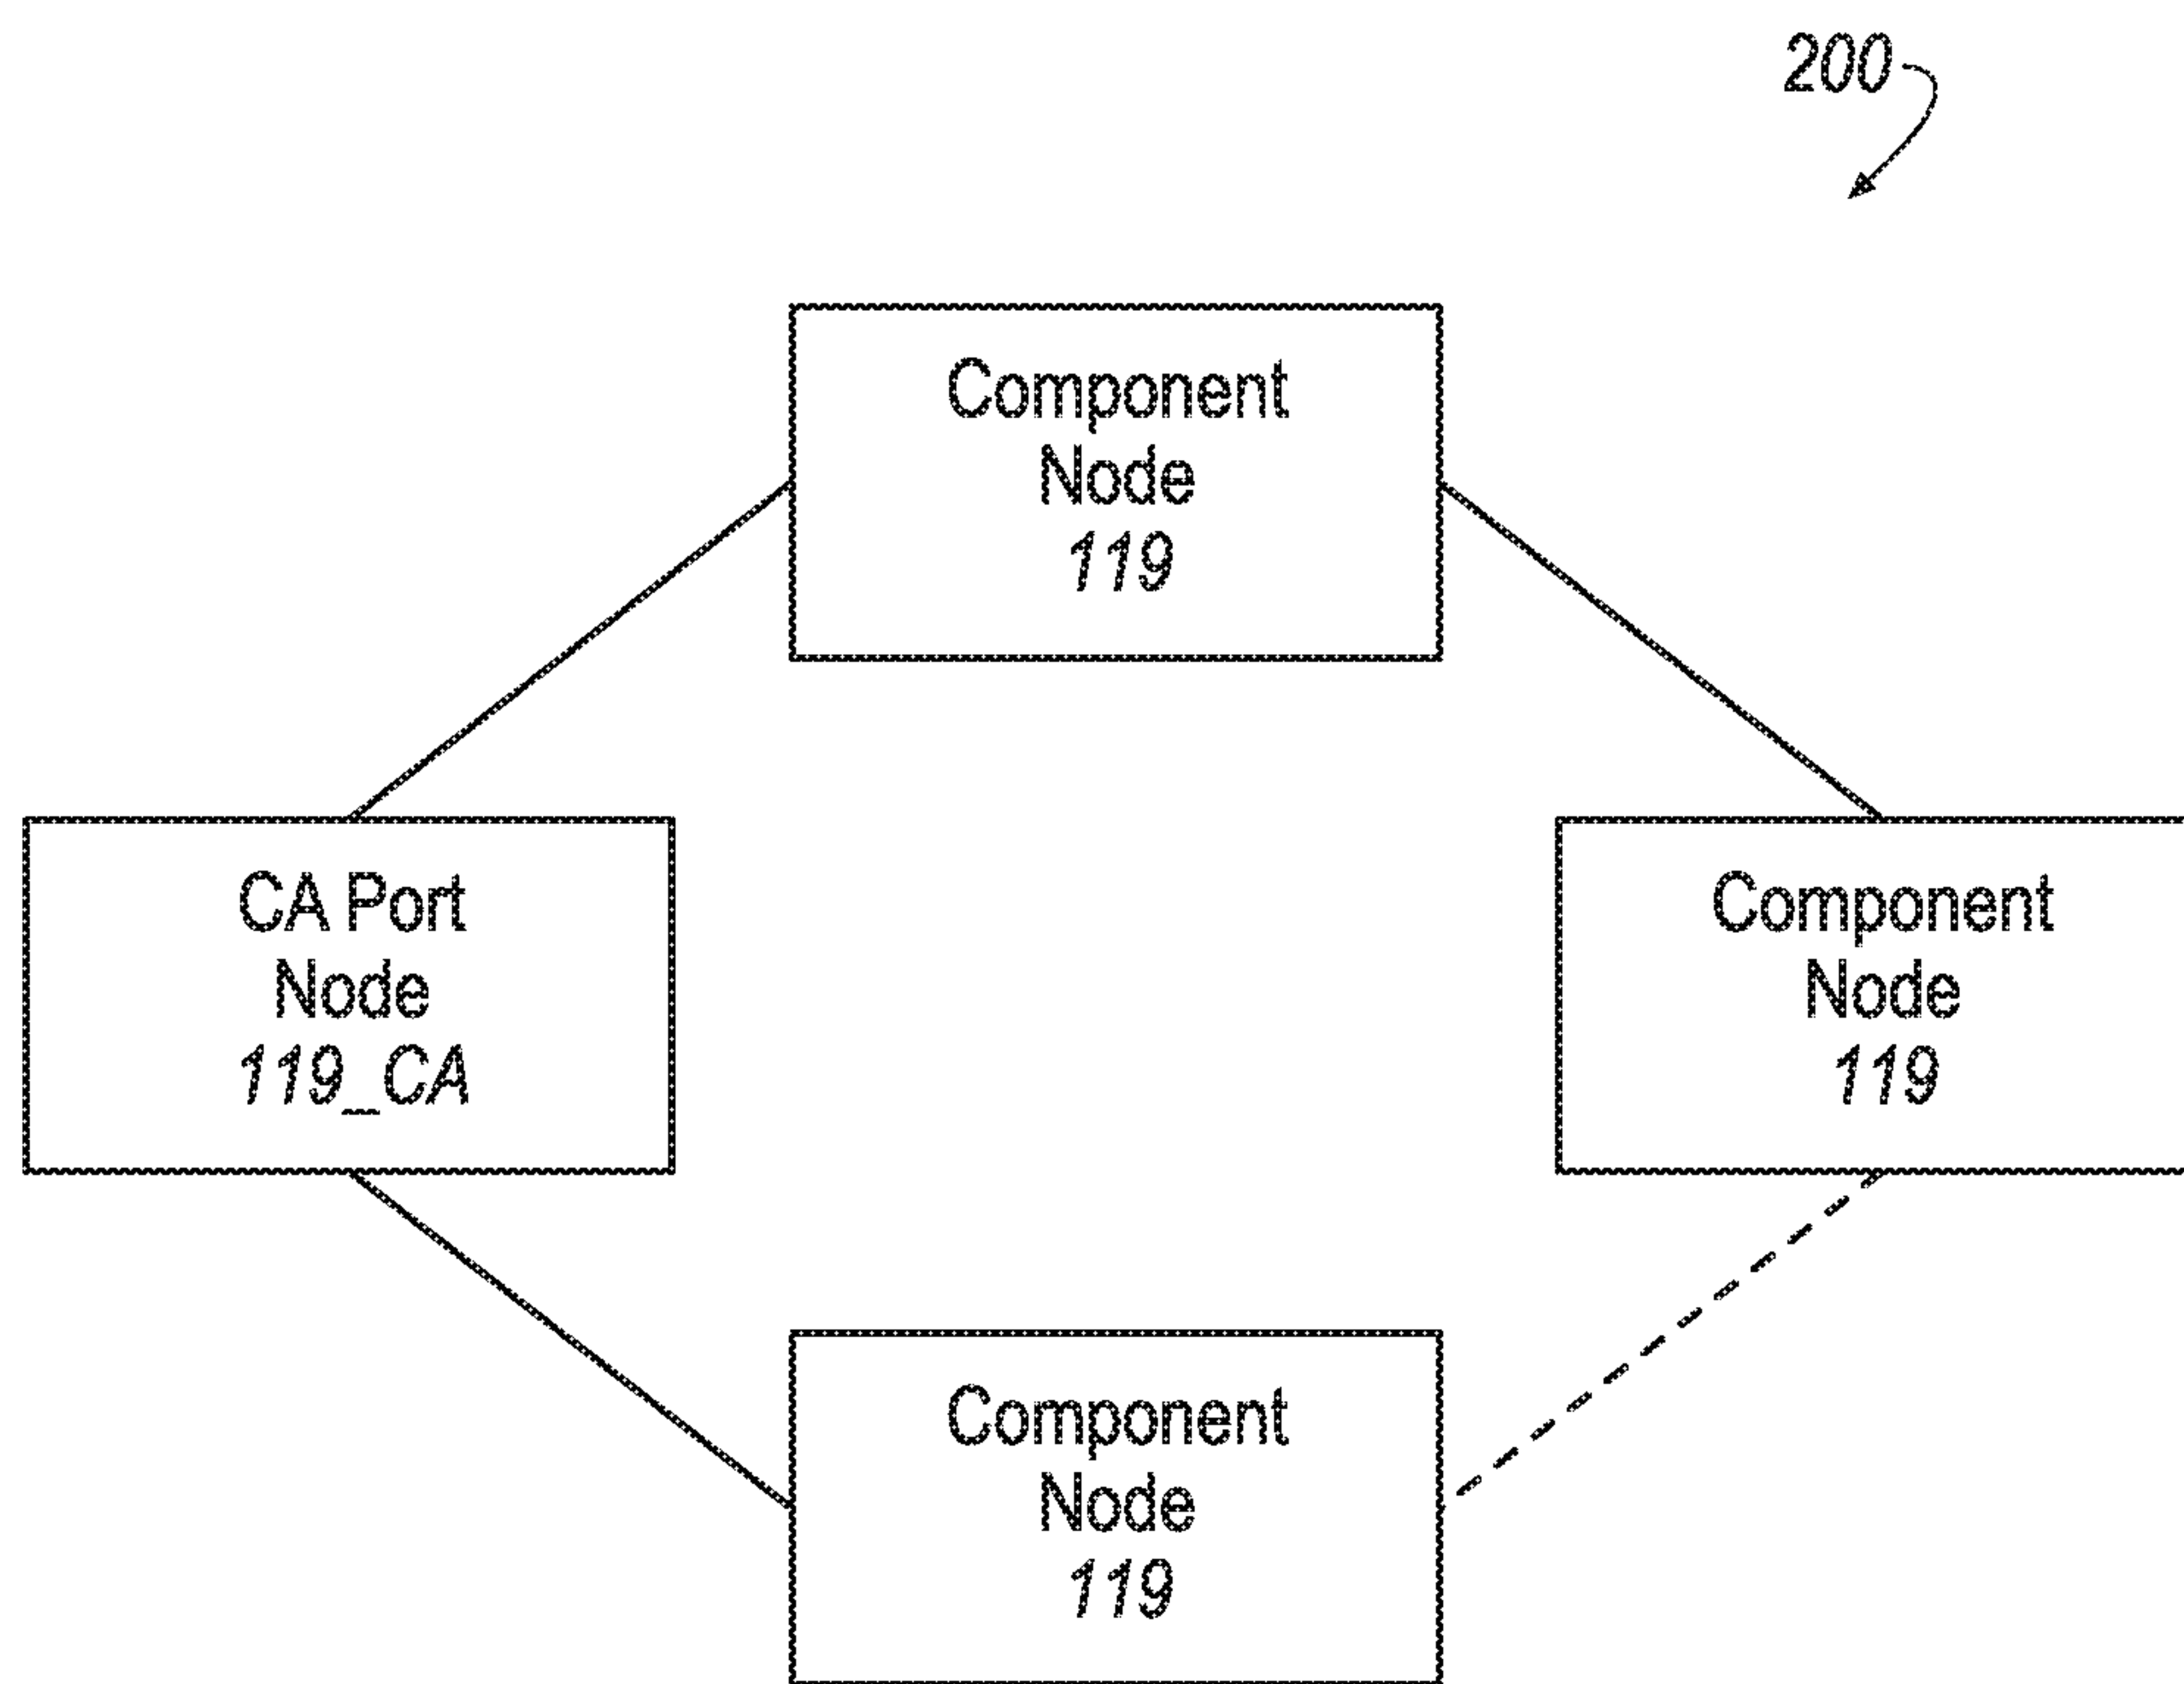 200
Component
Node
119
CA Port
Node
119_CA
Component
Node
119
Component
Node
119